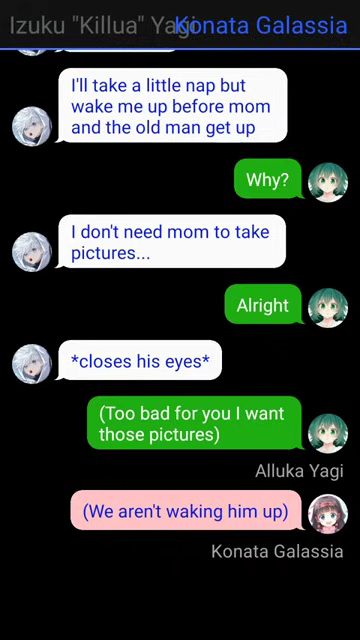 Izuku "Killua" Yagi
Konata Galassia
I'll take a little nap but
wake me up before mom
and the old man get up
Why?
I don't need mom to take
pictures...
Alright
*closes his eyes*
(Too bad for you I want
those pictures)
Alluka Yagi
(We aren't waking him up)
Konata Galassia